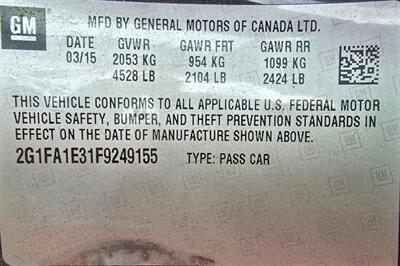 GM
MFD BY GENERAL MOTORS OF CANADA LTD.
DATE GVWR GAWR FRT GAWR RR
03/15 2053 KG 954 KG 1099 KG
4528 LB 2104 LB 2424 LB
THIS VEHICLE CONFORMS TO ALL APPLICABLE U.S. FEDERAL MOTOR
VEHICLE SAFETY, BUMPER, AND THEFT PREVENTION STANDARDS IN
EFFECT ON THE DATE OF MANUFACTURE SHOWN ABOVE.
2G1FA1E31F9249155 TYPE: PASS CAR